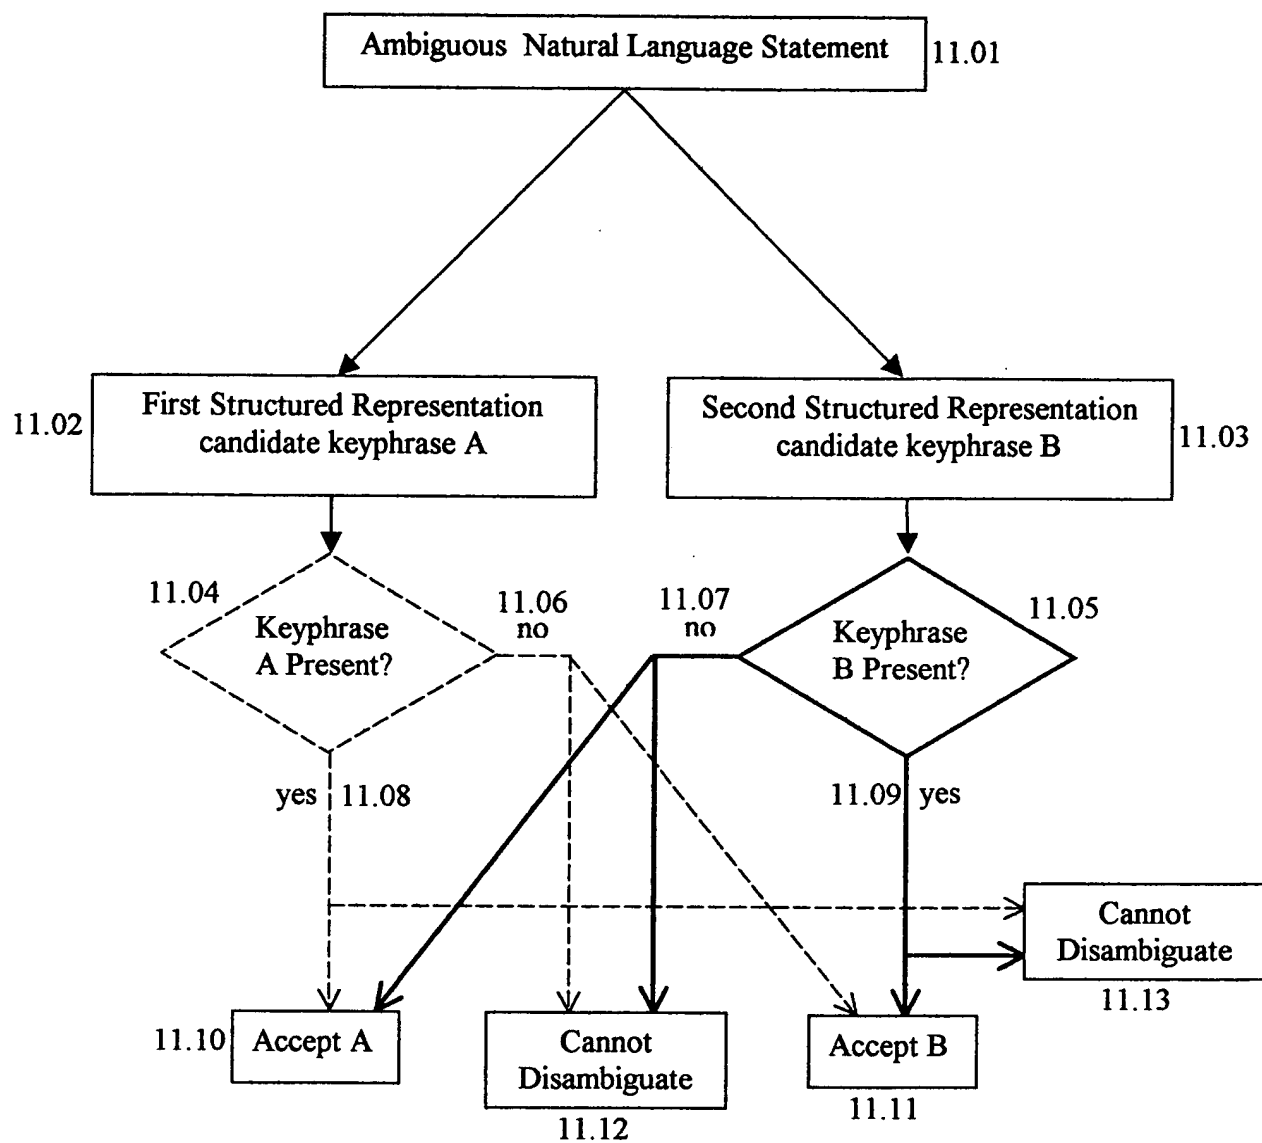 Ambiguous Natural Language Statement
11.01
First Structured Representation
candidate keyphrase A
11.02
Second Structured Representation
candidate keyphrase B
11.03
11.04
Keyphrase
A Present?
11.06
no
11.07
no
11.05
Keyphrase
B Present?
yes
11.08
11.09
yes
Cannot
Disambiguate
11.13
11.10
Accept A
Cannot
Disambiguate
11.12
Accept B
11.11